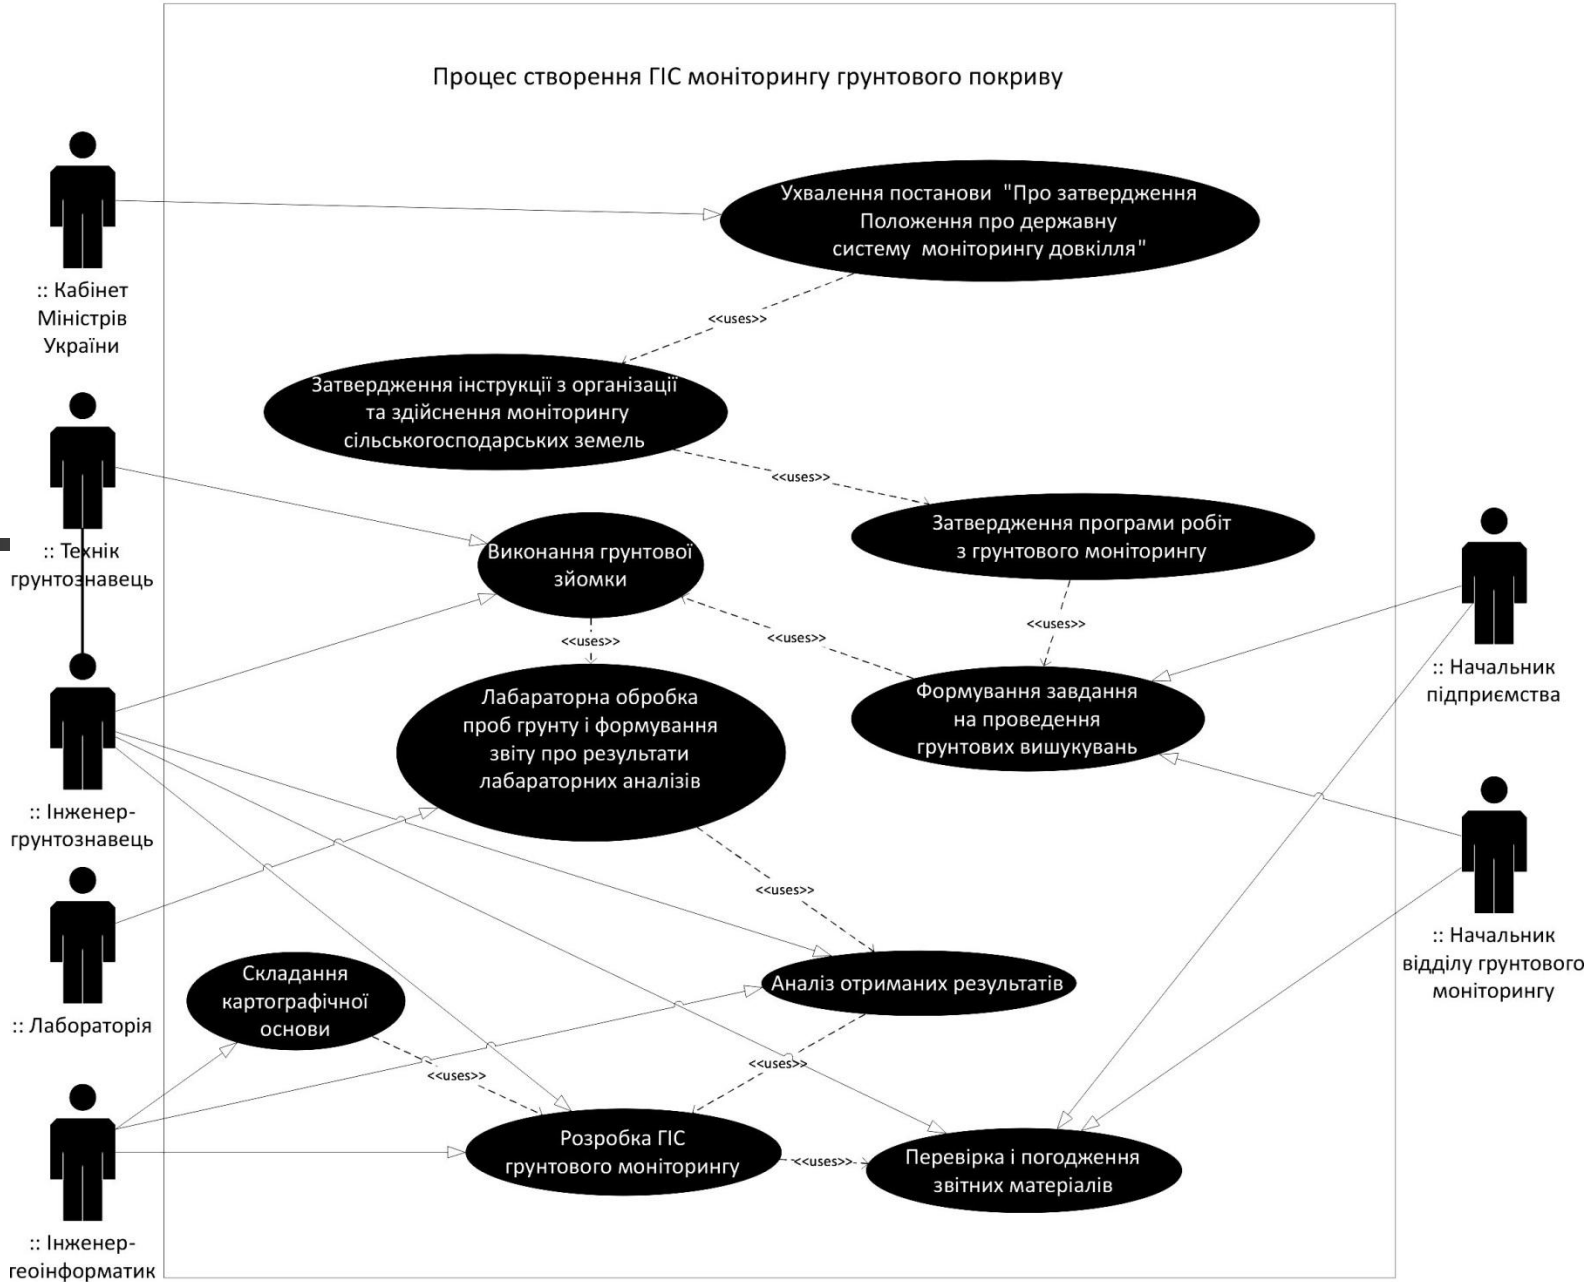 Процес створення ГІС моніторингу грунтового покриву
Ухвалення постанови "Про затвердження
Положення про державну
систему моніторингу довкілля"
:: Кабінет
Міністрів
України
<<uses>>
Затвердження інструкції з організації
та здійснення моніторингу
сільськогосподарських земель
<<uses>>
Затвердження програми робіт
з грунтового моніторингу
:: Технік
грунтознавець
Виконання грунтової
зйомки
<<uses>>
<<uses>>
<<uses>>
:: Начальник
підприємства
Формування завдання
на проведення
грунтових вишукувань
Лабараторна обробка
проб грунту і формування
звіту про результати
лабараторних аналізів
:: Інженер-
грунтознавець
<<uses>>
:: Начальник
відділу грунтового
моніторингу
Складання
картографічної
основи
Аналіз отриманих результатів
:: Лабораторія
<<uses>>
<<uses>>
Розробка ГІС
грунтового моніторингу
<<uses>>
Перевірка і погодження
звітних матеріалів
:: Інженер-
геоінформатик